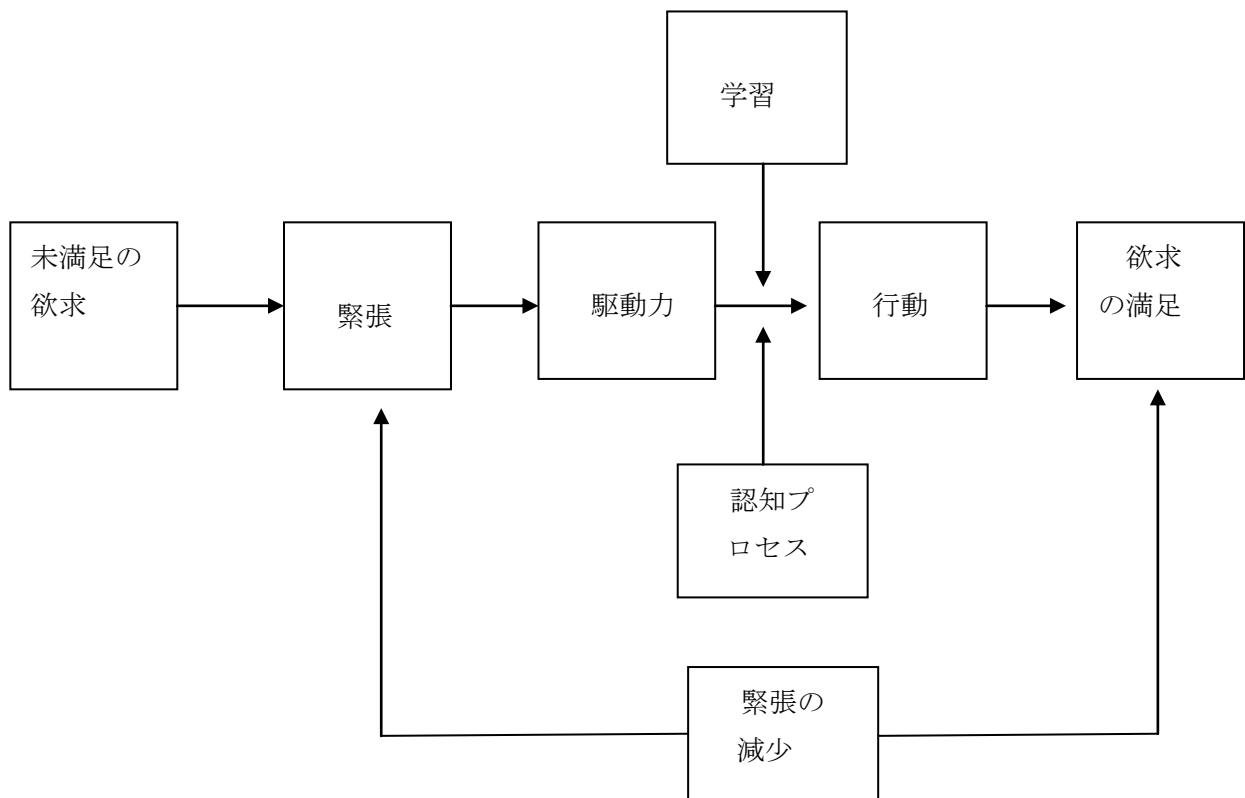 学習
未満足の
欲求
緊張
駆動力
行動
欲求
の満足
認知プ
ロセス
緊張の
減少